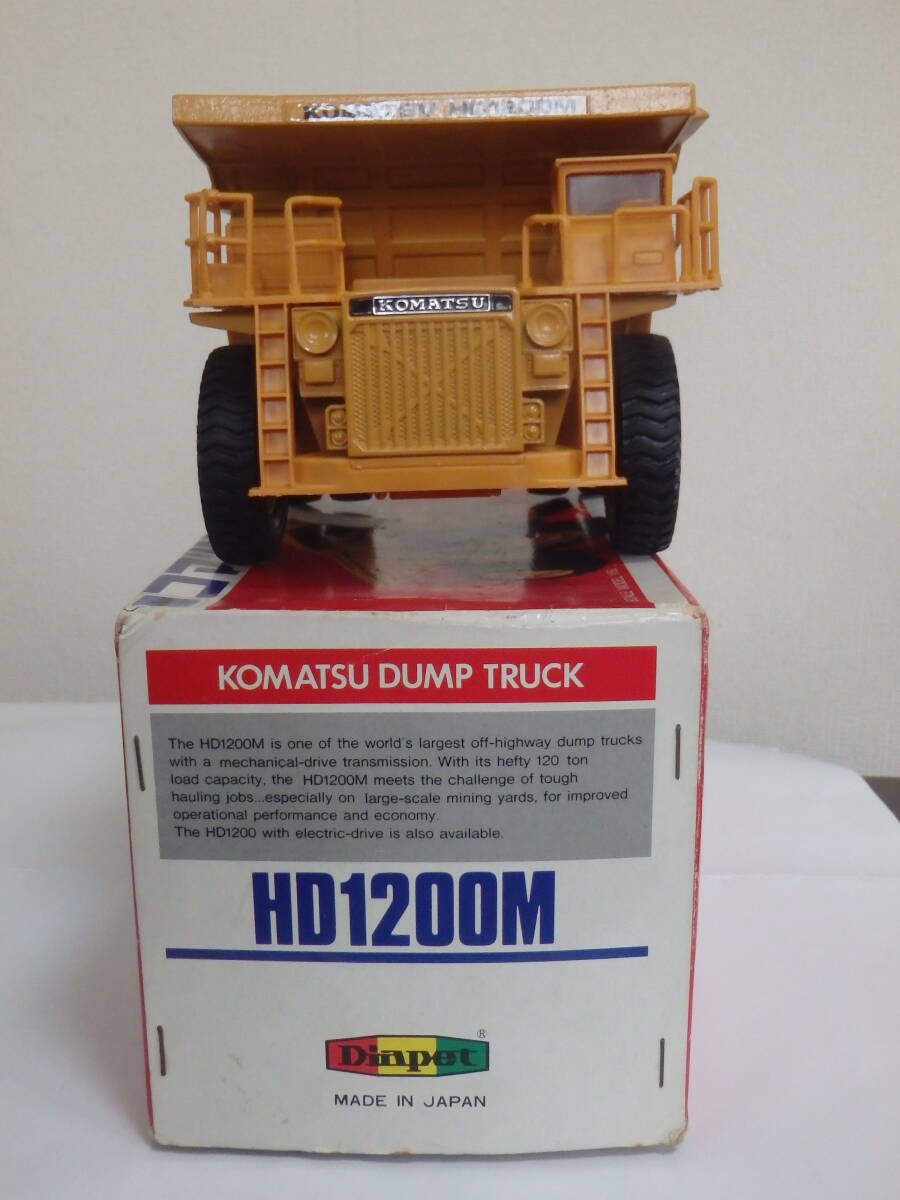 KOMATSU HD1200M
KOMATSU
KOMATSU DUMP TRUCK
The HD1200M is one of the world's largest off-highway dump trucks
with a mechanical-drive transmission. With its hefty 120 ton
load capacity, the HD1200M meets the challenge of tough
hauling jobs...especially on large-scale mining yards, for improved
operational performance and economy.
The HD1200 with electric-drive is also available.
HD1200M
Diapet ®
MADE IN JAPAN